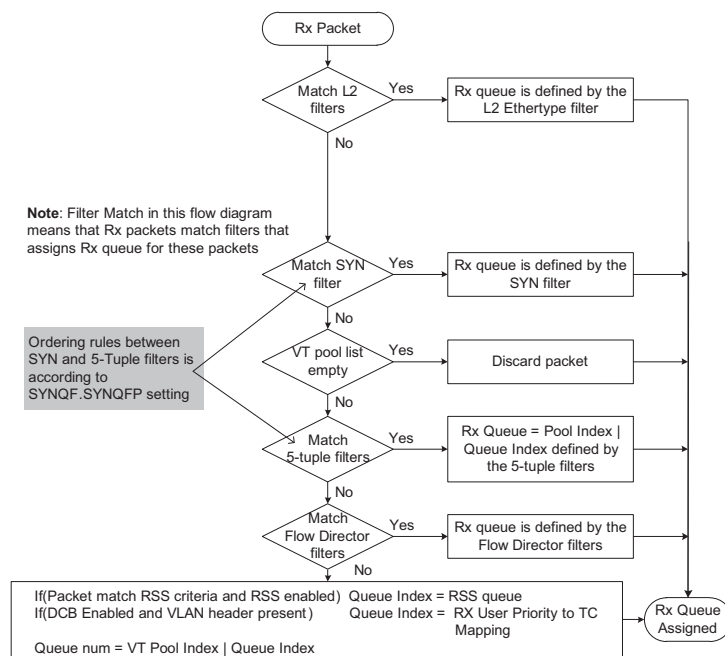 Rx Packet
Match L2
filters
Yes
Rx queue is defined by the
L2 Ethertype filter
No
Note: Filter Match in this flow diagram
means that Rx packets match filters that
assigns Rx queue for these packets
Match SYN
filter
Yes
Rx queue is defined by the
SYN filter
No
Ordering rules between
SYN and 5-Tuple filters is
according to
SYNQF.SYNQFP setting
VT pool list
empty
Yes
Discard packet
No
Match
5-tuple filters
Yes
Rx Queue = Pool Index |
Queue Index defined by
the 5-tuple filters
No
Match
Flow Director
filters
Yes
Rx queue is defined by the
Flow Director filters
No
If(Packet match RSS criteria and RSS enabled) Queue Index = RSS queue
If(DCB Enabled and VLAN header present) Queue Index = RX User Priority to TC
Mapping
Queue num = VT Pool Index | Queue Index
Rx Queue
Assigned